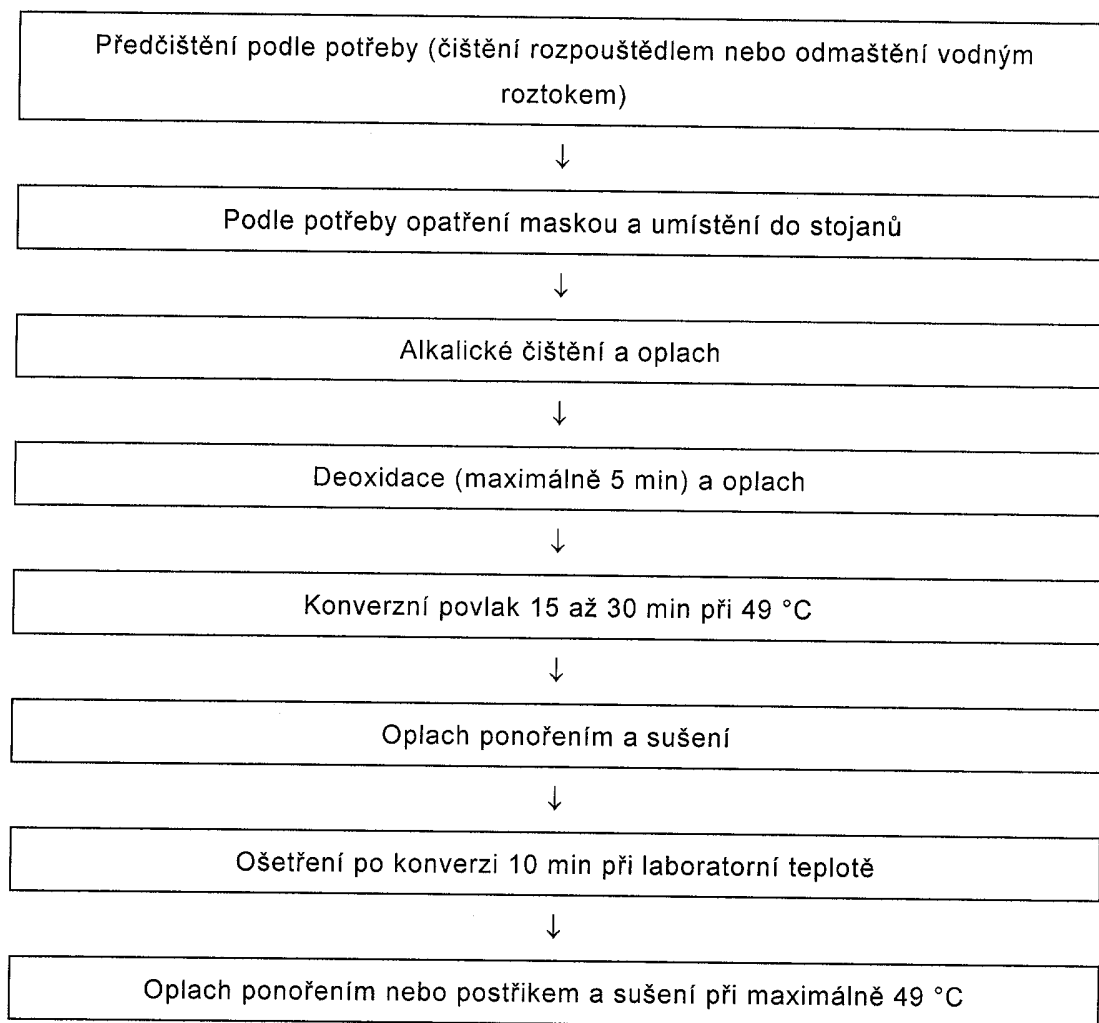 Předčištění podle potřeby (čištění rozpouštědlem nebo odmaštění vodným
roztokem)
↓
Podle potřeby opatření maskou a umístění do stojanů
↓
Alkalické čištění a oplach
↓
Deoxidace (maximálně 5 min) a oplach
↓
Konverzní povlak 15 až 30 min při 49 °C
↓
Oplach ponořením a sušení
↓
Ošetření po konverzi 10 min při laboratorní teplotě
↓
Oplach ponořením nebo postřikem a sušení při maximálně 49 °C